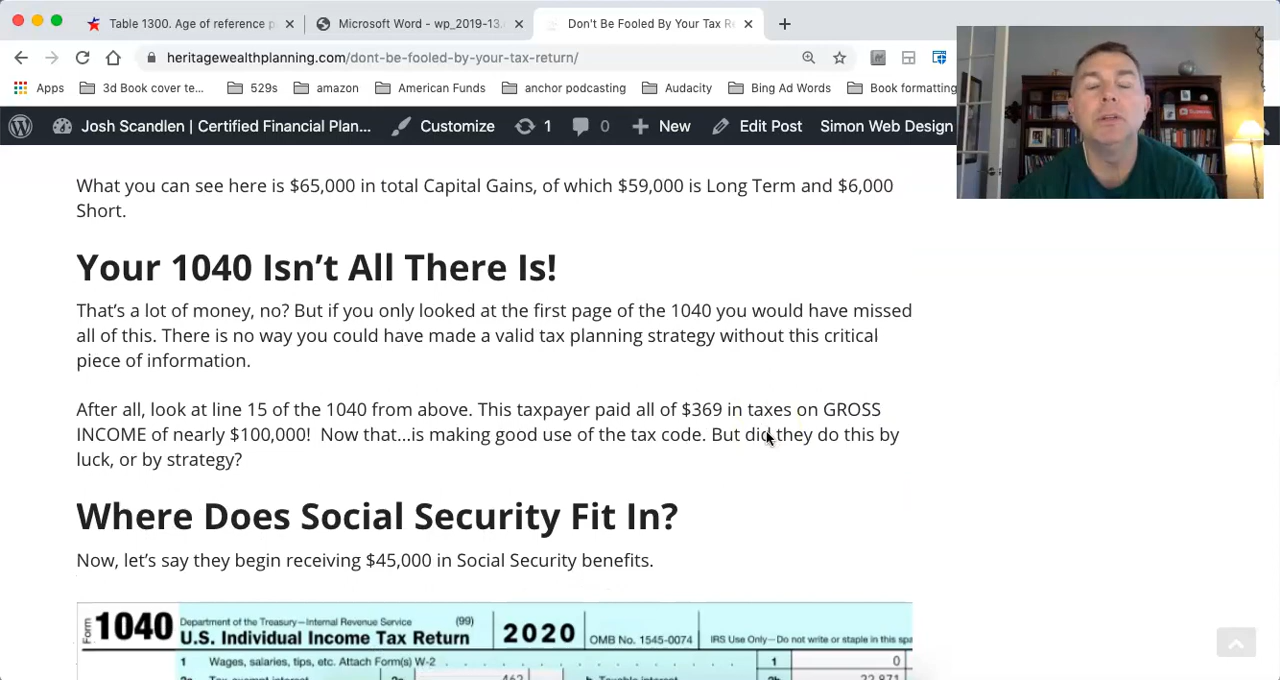 Table 1300. Age of reference p
Microsoft Word - wp_2019-13.
Don't Be Fooled By Your Tax Re
heritagewealthplanning.com/dont-be-fooled-by-your-tax-return/
Apps 3d Book cover te... 529s amazon American Funds anchor podcasting Audacity Bing Ad Words Book formatting
Josh Scandlen | Certified Financial Plan... Customize 1 0 New Edit Post Simon Web Design
What you can see here is $65,000 in total Capital Gains, of which $59,000 is Long Term and $6,000
Short.
Your 1040 Isn't All There Is!
That's a lot of money, no? But if you only looked at the first page of the 1040 you would have missed
all of this. There is no way you could have made a valid tax planning strategy without this critical
piece of information.
After all, look at line 15 of the 1040 from above. This taxpayer paid all of $369 in taxes on GROSS
INCOME of nearly $100,000! Now that...is making good use of the tax code. But did they do this by
luck, or by strategy?
Where Does Social Security Fit In?
Now, let's say they begin receiving $45,000 in Social Security benefits.
Form 1040 Department of the Treasury—Internal Revenue Service (99)
U.S. Individual Income Tax Return 2020 OMB No. 1545-0074 IRS Use Only—Do not write or staple in this spa
1 Wages, salaries, tips, etc. Attach Form(s) W-2 1 0